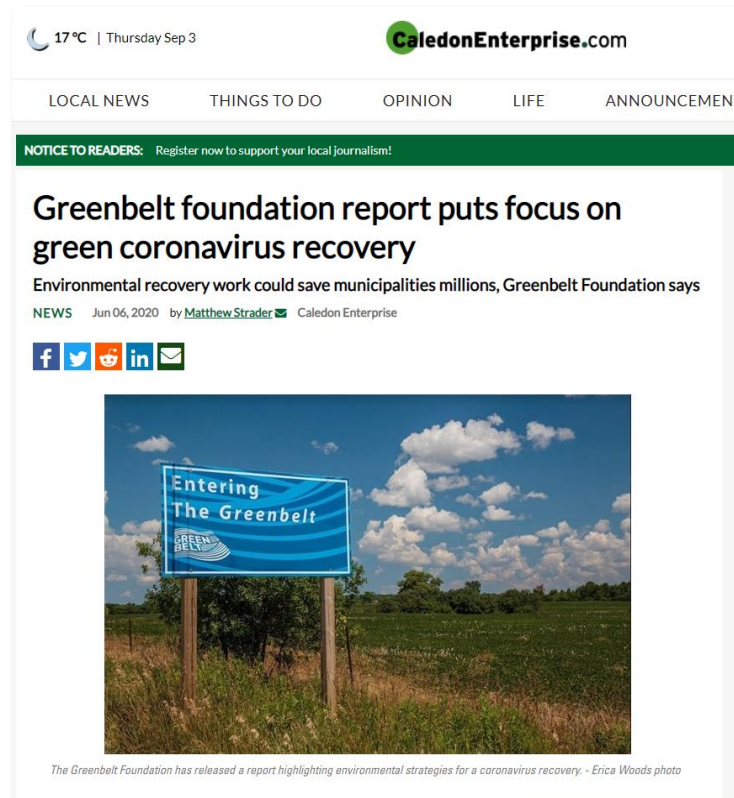 17 °C | Thursday Sep 3
CaledonEnterprise.com
LOCAL NEWS THINGS TO DO OPINION LIFE ANNOUNCEMEN
NOTICE TO READERS: Register now to support your local journalism!
Greenbelt foundation report puts focus on
green coronavirus recovery
Environmental recovery work could save municipalities millions, Greenbelt Foundation says
NEWS Jun 06, 2020 by Matthew Strader Caledon Enterprise
f in
Entering
The Greenbelt
GREEN
BELT
The Greenbelt Foundation has released a report highlighting environmental strategies for a coronavirus recovery. - Erica Woods photo